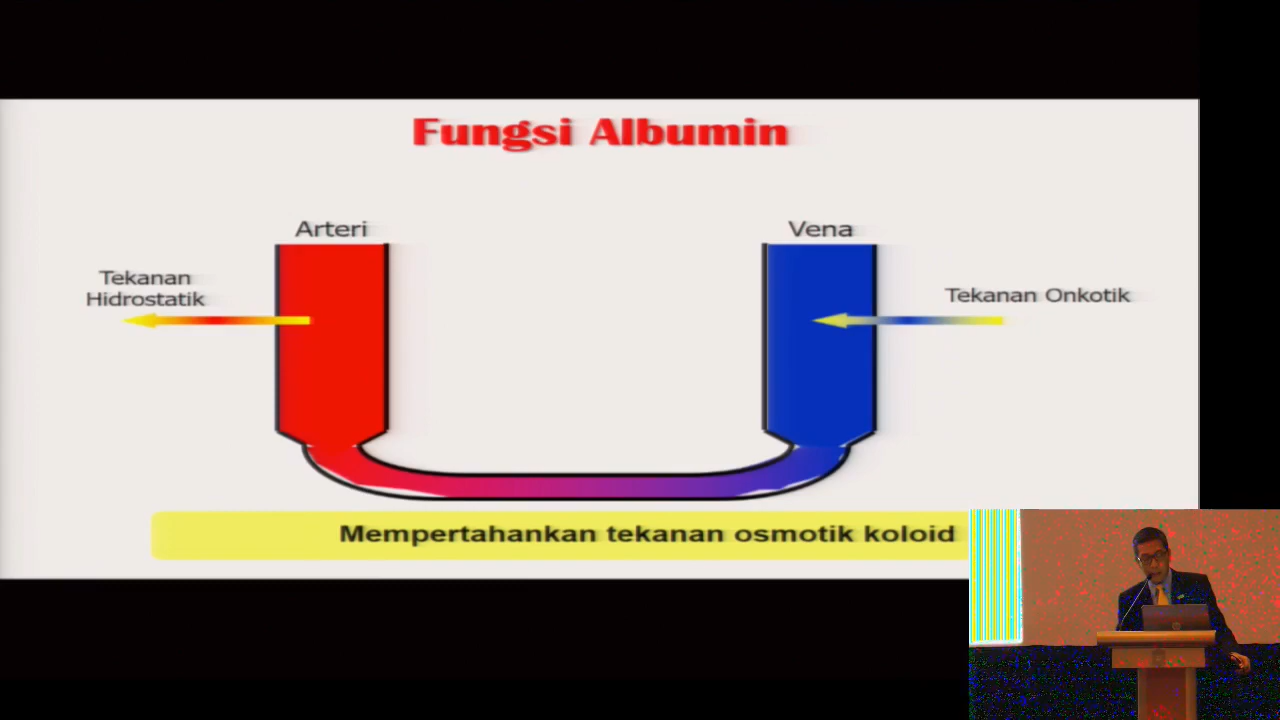 Fungsi Albumin
Arteri
Vena
Tekanan
Hidrostatik
Tekanan Onkotik
Mempertahankan tekanan osmotik koloid